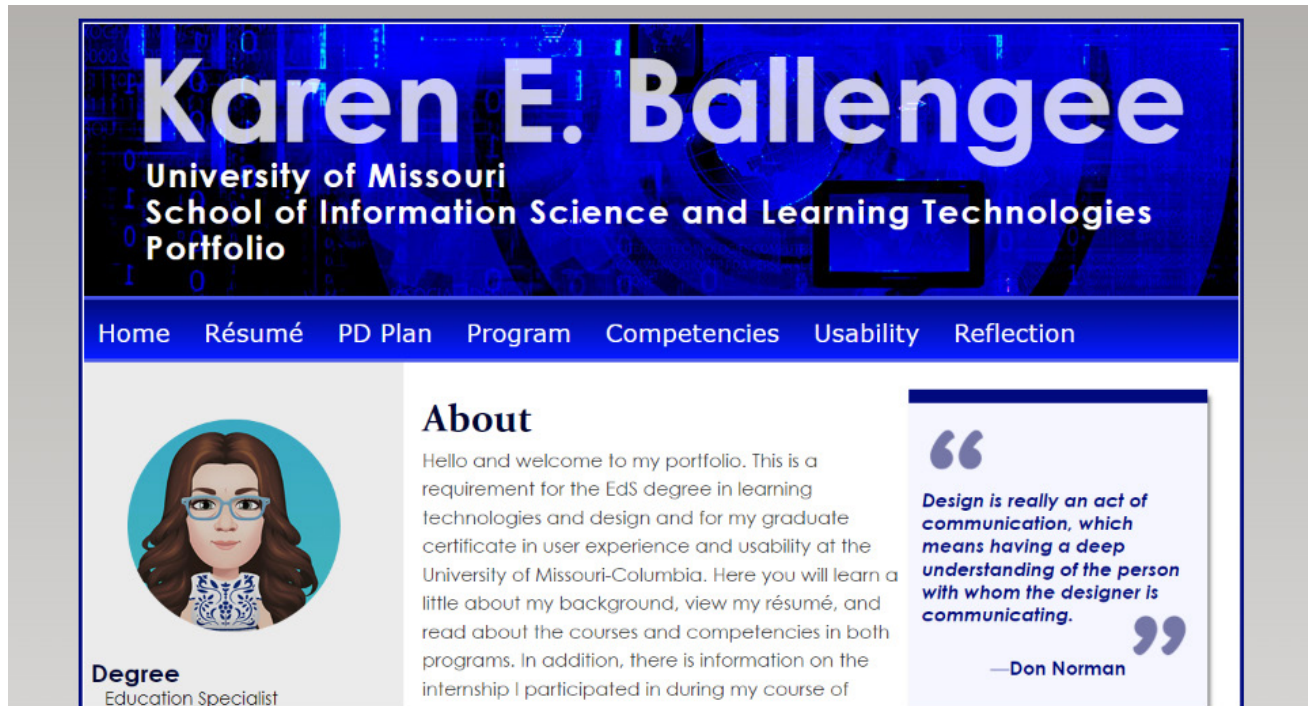 Karen E. Ballengee
University of Missouri
School of Information Science and Learning Technologies
Portfolio
Home Résumé PD Plan Program Competencies Usability Reflection
Degree
Education Specialist
About
Hello and welcome to my portfolio. This is a
requirement for the EdS degree in learning
technologies and design and for my graduate
certificate in user experience and usability at the
University of Missouri-Columbia. Here you will learn a
little about my background, view my résumé, and
read about the courses and competencies in both
programs. In addition, there is information on the
internship I participated in during my course of
“
Design is really an act of
communication, which
means having a deep
understanding of the person
with whom the designer is
communicating.
”
—Don Norman